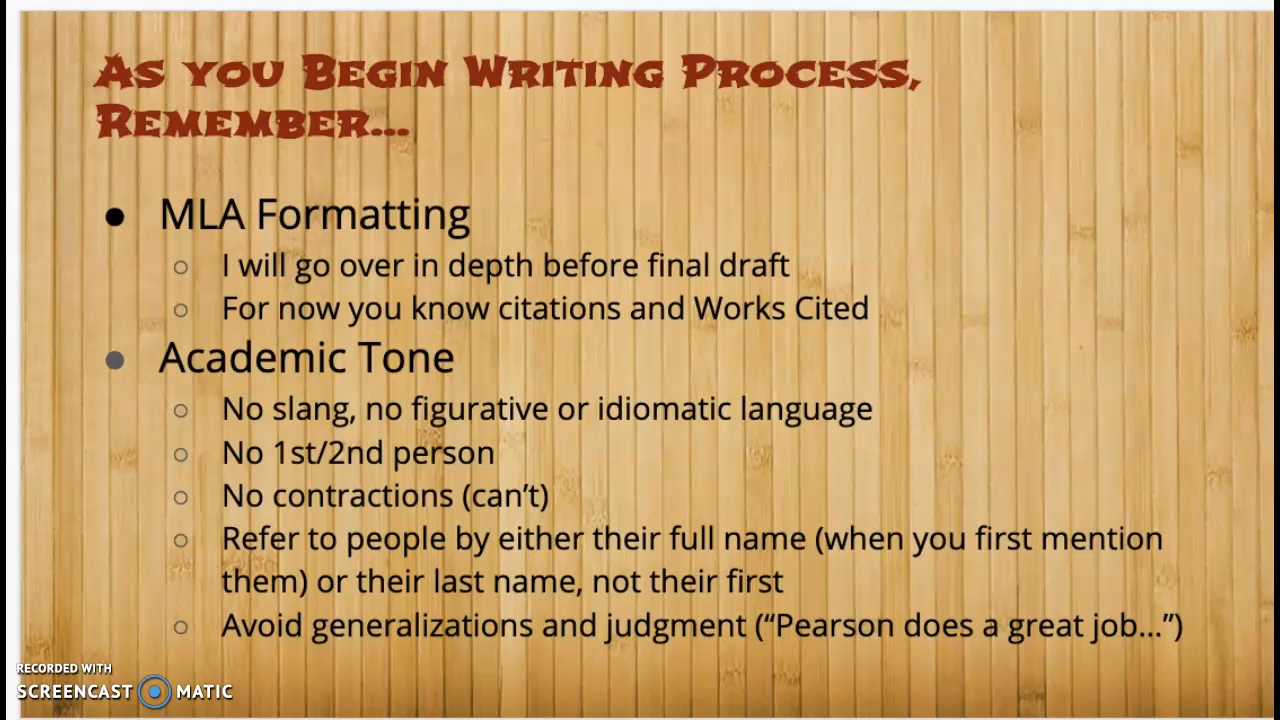 As you Begin Writing Process,
Remember...
● MLA Formatting
○ I will go over in depth before final draft
○ For now you know citations and Works Cited
● Academic Tone
○ No slang, no figurative or idiomatic language
○ No 1st/2nd person
○ No contractions (can’t)
○ Refer to people by either their full name (when you first mention
them) or their last name, not their first
○ Avoid generalizations and judgment (“Pearson does a great job...”)
RECORDED WITH
SCREENCAST MATIC